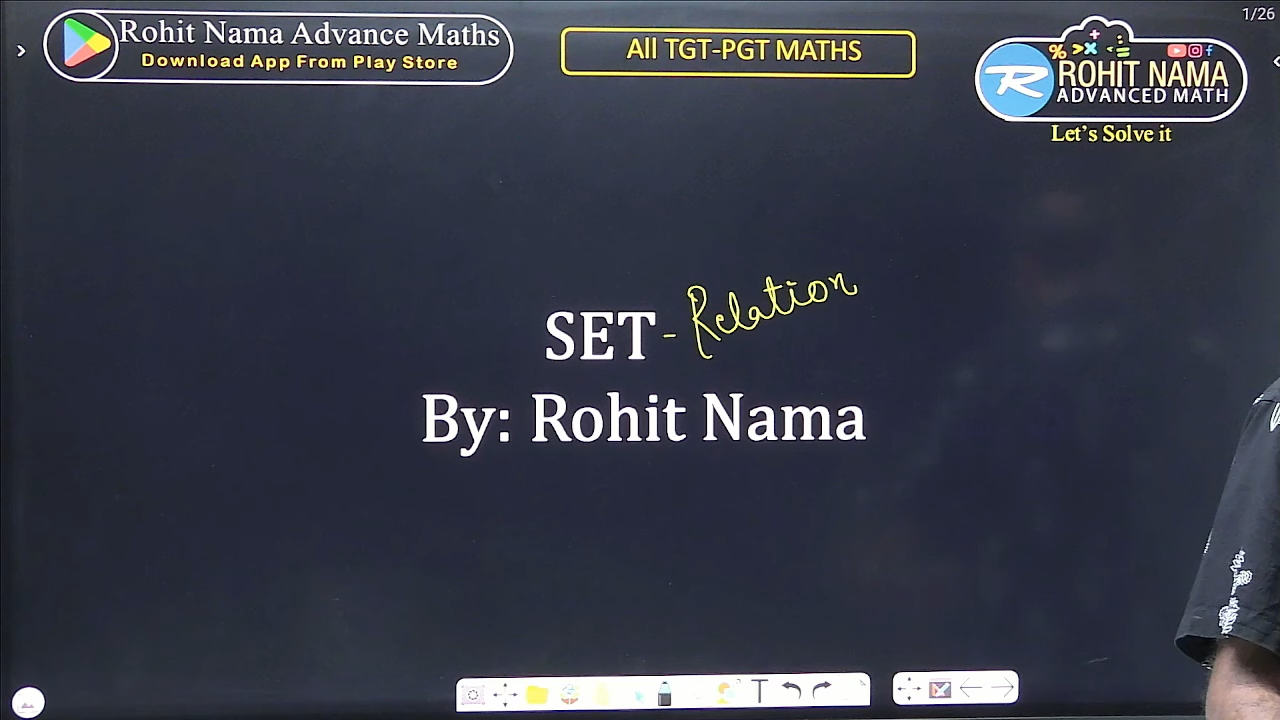 1/26
Rohit Nama Advance Maths
Download App From Play Store
All TGT-PGT MATHS
ROHIT NAMA
ADVANCED MATH
Let's Solve it
SET - Relation
By: Rohit Nama